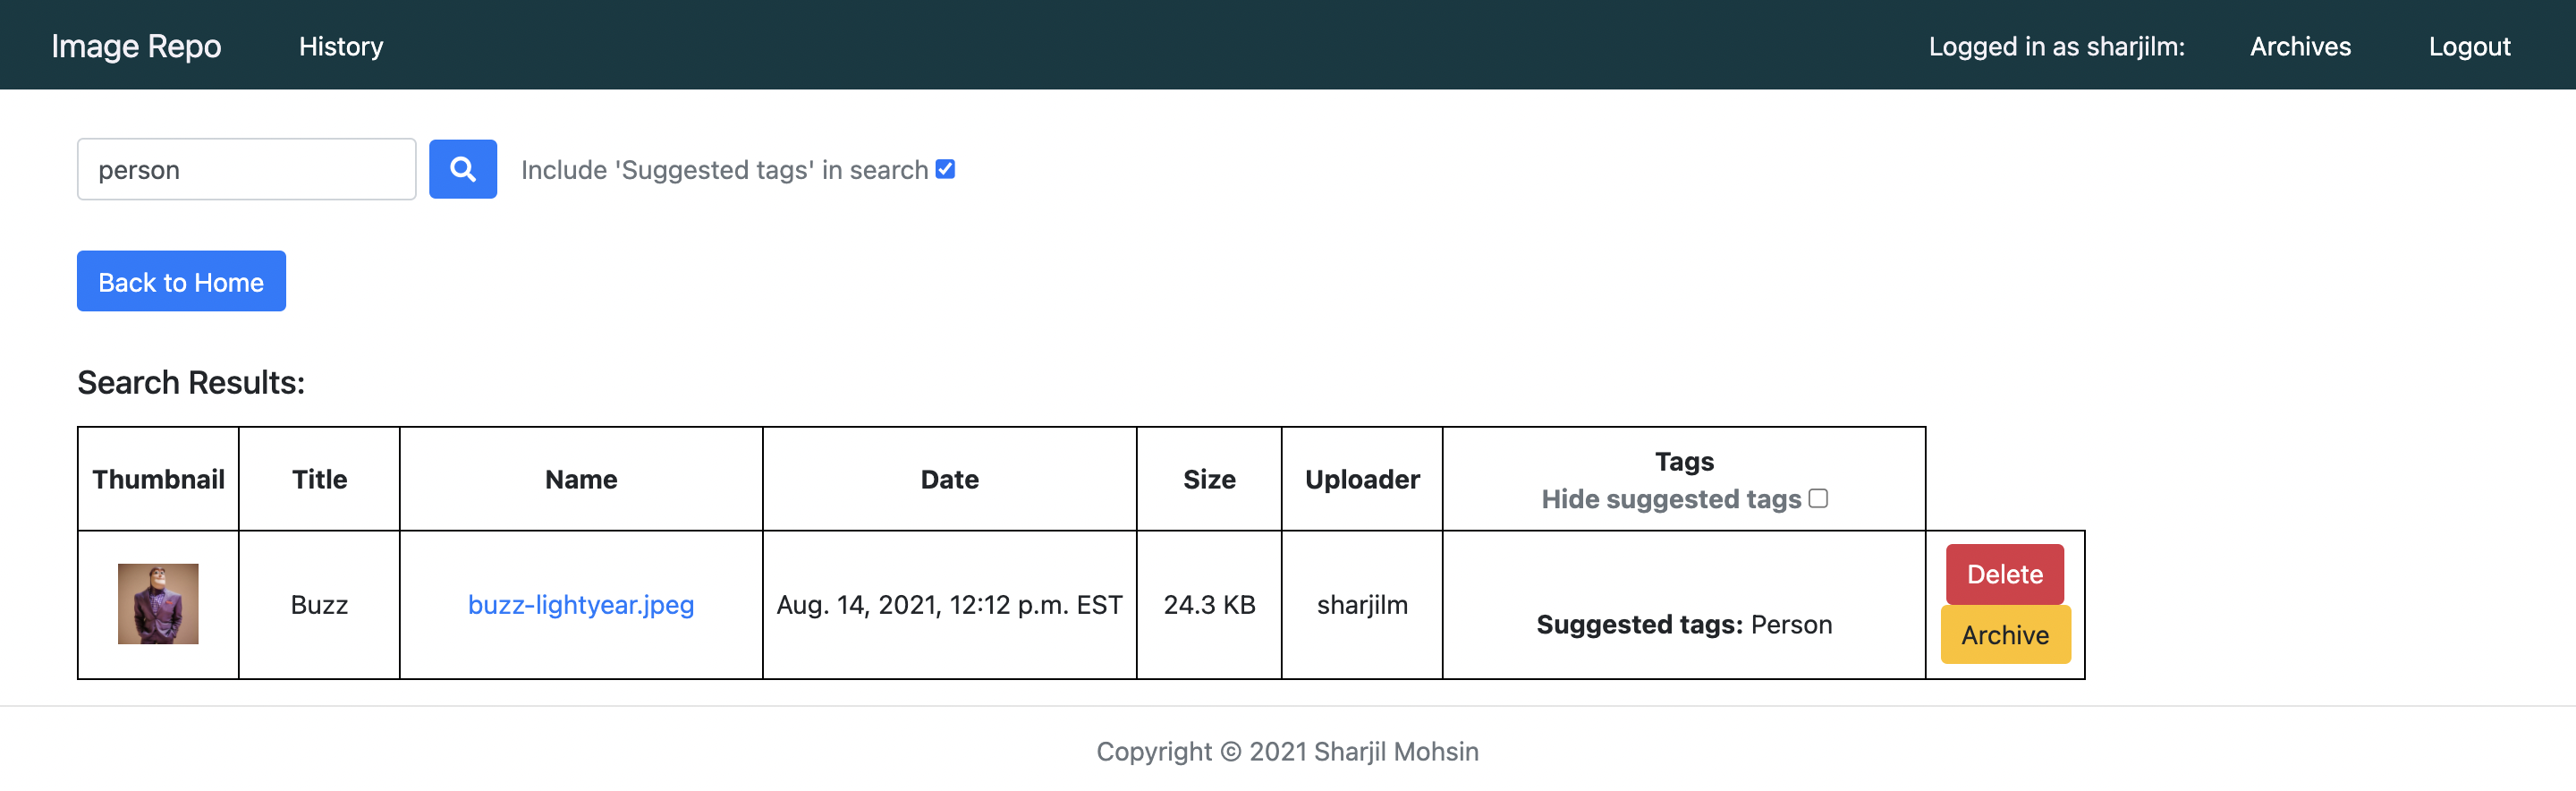 Image Repo History Logged in as sharjilm: Archives Logout
person Include 'Suggested tags' in search
Back to Home
Search Results:
Thumbnail Title Name Date Size Uploader Tags
Hide suggested tags
Buzz buzz-lightyear.jpeg Aug. 14, 2021, 12:12 p.m. EST 24.3 KB sharjilm Suggested tags: Person
Delete
Archive
Copyright © 2021 Sharjil Mohsin